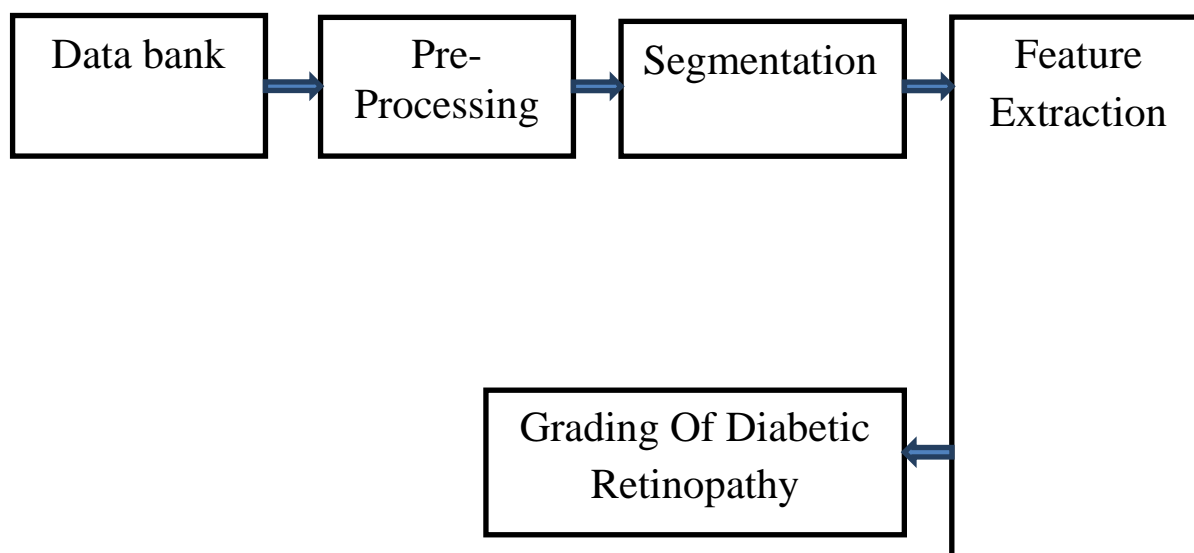 Data bank
Pre-
Processing
Segmentation
Feature
Extraction
Grading Of Diabetic
Retinopathy